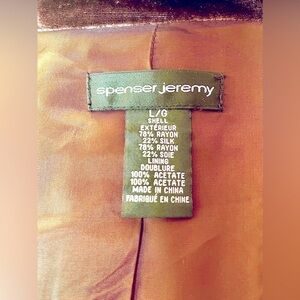 spenser jeremy
L/G
SHELL
EXTÉRIEUR
78% RAYON
22% SILK
78% RAYON
22% SOIE
LINING
DOUBLURE
100% ACETATE
100% ACETATE
MADE IN CHINA
FABRIQUÉ EN CHINE